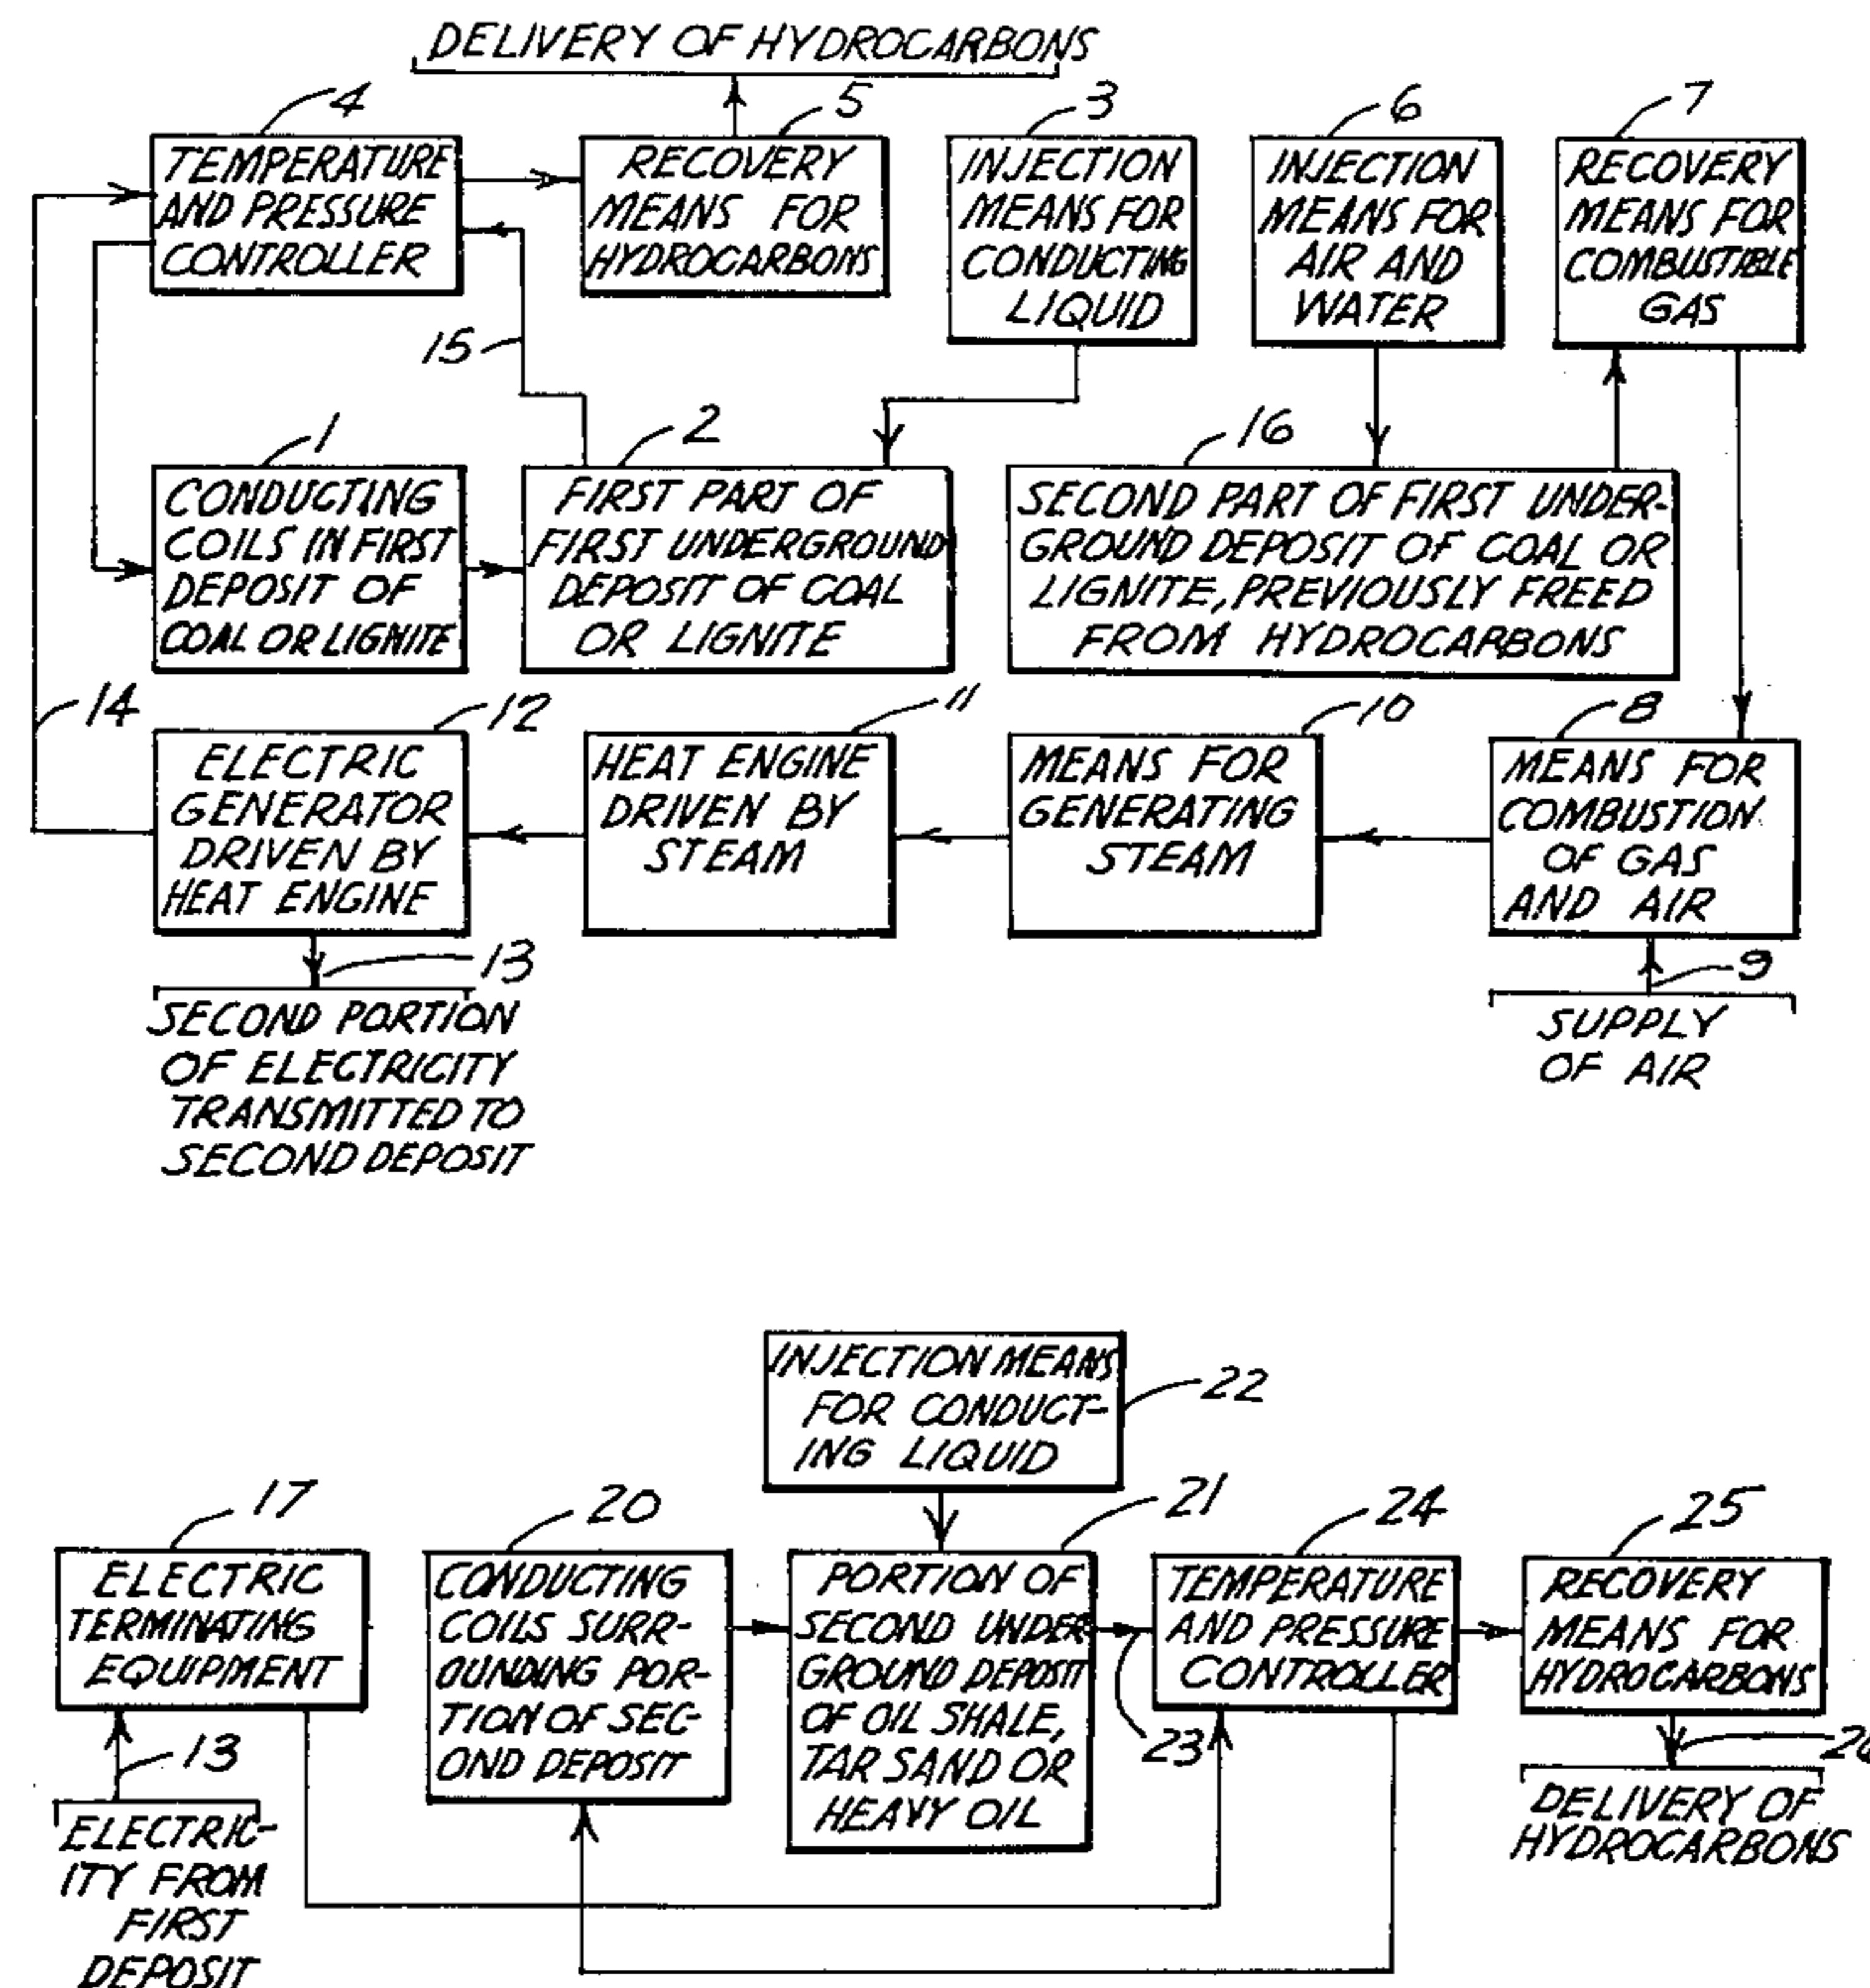 DELIVERY OF HYDROCARBONS
4
5
3
6
7
TEMPERATURE
AND PRESSURE
CONTROLLER
RECOVERY
MEANS FOR
HYDROCARBONS
INJECTION
MEANS FOR
CONDUCTING
LIQUID
INJECTION
MEANS FOR
AIR AND
WATER
RECOVERY
MEANS FOR
COMBUSTIBLE
GAS
15
1
2
16
CONDUCTING
COILS IN FIRST
DEPOSIT OF
COAL OR LIGNITE
FIRST PART OF
FIRST UNDERGROUND
DEPOSIT OF COAL
OR LIGNITE
SECOND PART OF FIRST UNDER-
GROUND DEPOSIT OF COAL OR
LIGNITE, PREVIOUSLY FREED
FROM HYDROCARBONS
14
12
11
10
8
ELECTRIC
GENERATOR
DRIVEN BY
HEAT ENGINE
HEAT ENGINE
DRIVEN BY
STEAM
MEANS FOR
GENERATING
STEAM
MEANS FOR
COMBUSTION
OF GAS
AND AIR
13
9
SECOND PORTION
OF ELECTRICITY
TRANSMITTED TO
SECOND DEPOSIT
SUPPLY
OF AIR
INJECTION MEANS
FOR CONDUCT-
ING LIQUID
22
17
20
21
24
25
ELECTRIC
TERMINATING
EQUIPMENT
CONDUCTING
COILS SURR-
OUNDING POR-
TION OF SEC-
OND DEPOSIT
PORTION OF
SECOND UNDER-
GROUND DEPOSIT
OF OIL SHALE,
TAR SAND OR
HEAVY OIL
TEMPERATURE
AND PRESSURE
CONTROLLER
RECOVERY
MEANS FOR
HYDROCARBONS
13
23
26
ELECTRIC-
ITY FROM
FIRST
DEPOSIT
DELIVERY OF
HYDROCARBONS